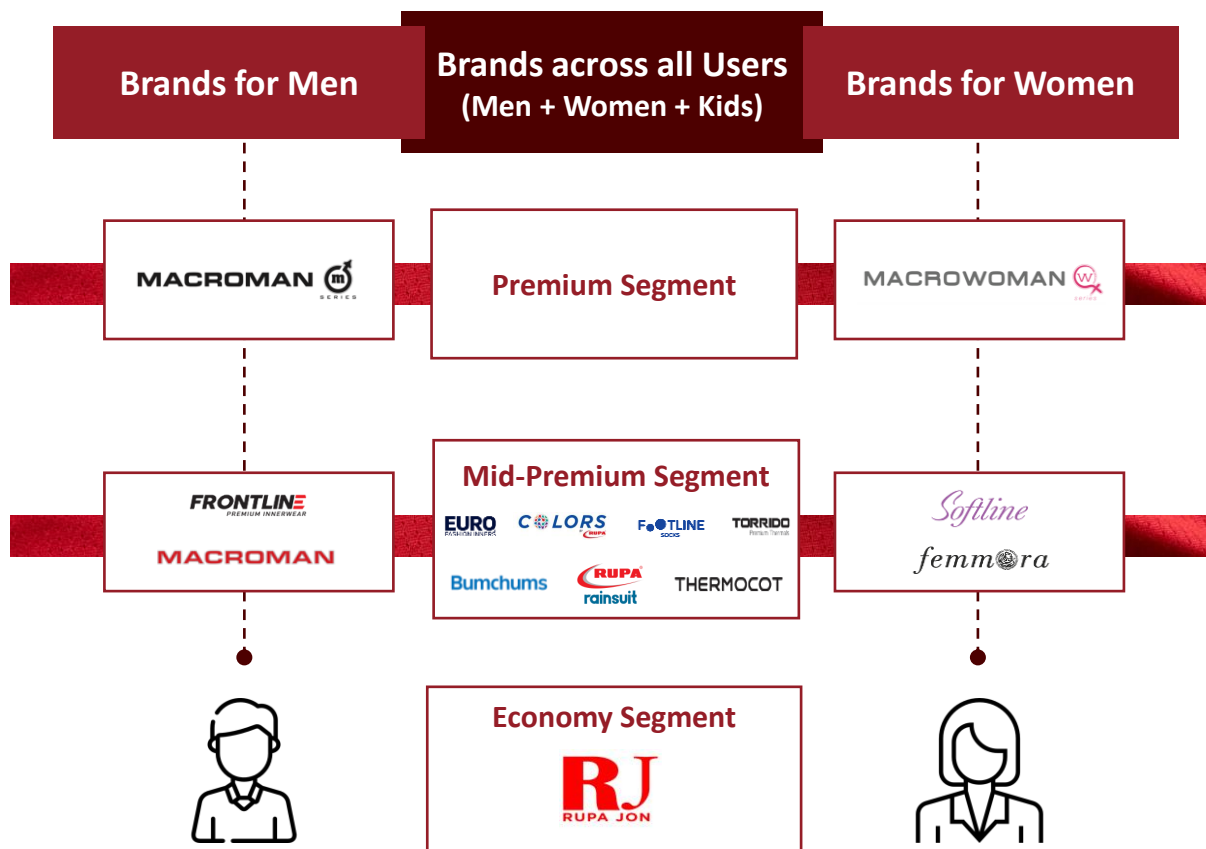 Brands for Men
Brands across all Users
(Men + Women + Kids)
Brands for Women
MACROMAN m
SERIES
Premium Segment
MACROWOMAN W
series
FRONTLINE
PREMIUM INNERWEAR
MACROMAN
Mid-Premium Segment
EURO
FASHION INNERS
COLORS
by RUPA
FOOTLINE
SOCKS
TORRIDO
Premium Thermals
Bumchums
RUPA®
rainsuit
THERMOCOT
Softline
femmora
Economy Segment
RJ
RUPA JON